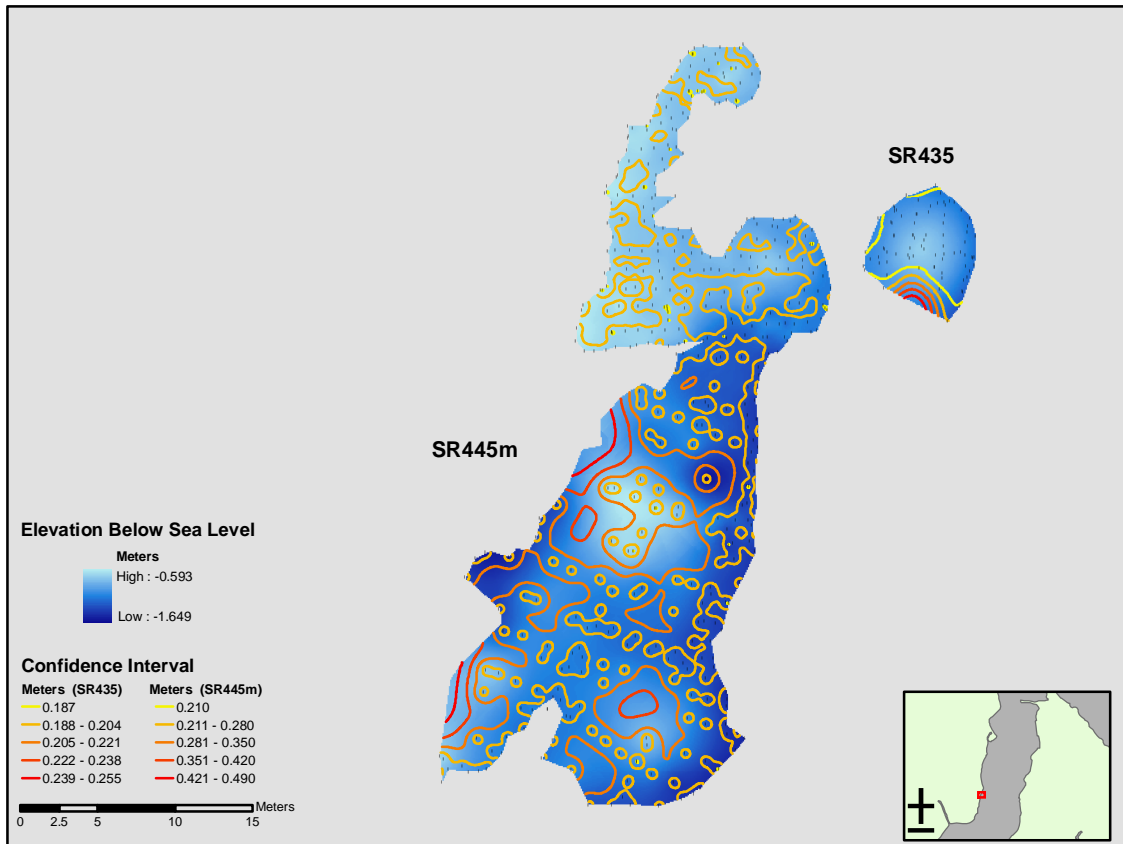 SR435
SR445m
Elevation Below Sea Level
Meters
High : -0.593
Low : -1.649
Confidence Interval
Meters (SR435) Meters (SR445m)
0.187 0.210
0.188 - 0.204 0.211 - 0.280
0.205 - 0.221 0.281 - 0.350
0.222 - 0.238 0.351 - 0.420
0.239 - 0.255 0.421 - 0.490
Meters
0 2.5 5 10 15